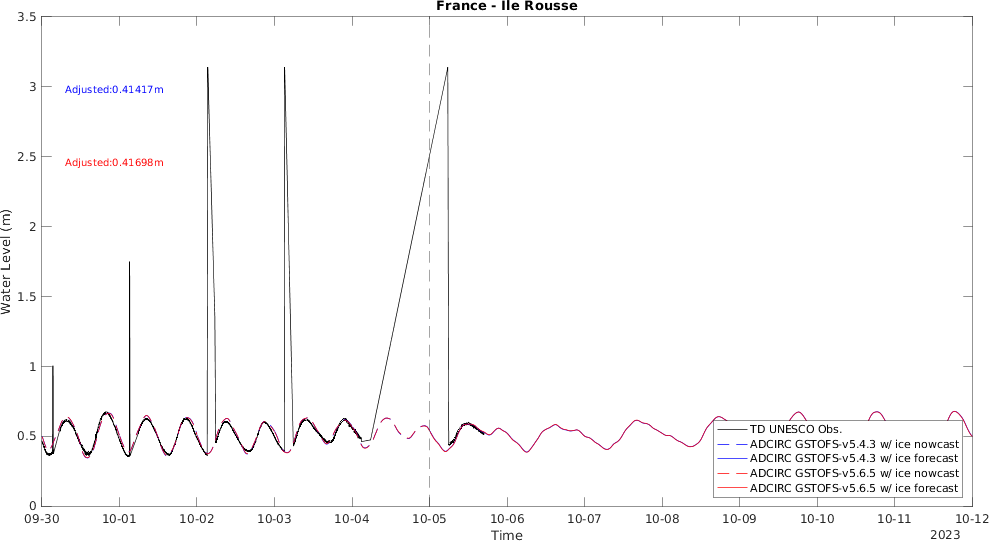 France - Ile Rousse
3.5
3
2.5
2
1.5
1
0.5
0
Water Level (m)
Adjusted:0.41417m
Adjusted:0.41698m
TD UNESCO Obs.
ADCIRC GSTOFS-v5.4.3 w/ ice nowcast
ADCIRC GSTOFS-v5.4.3 w/ ice forecast
ADCIRC GSTOFS-v5.6.5 w/ ice nowcast
ADCIRC GSTOFS-v5.6.5 w/ ice forecast
09-30 10-01 10-02 10-03 10-04 10-05 10-06 10-07 10-08 10-09 10-10 10-11 10-12
Time
2023